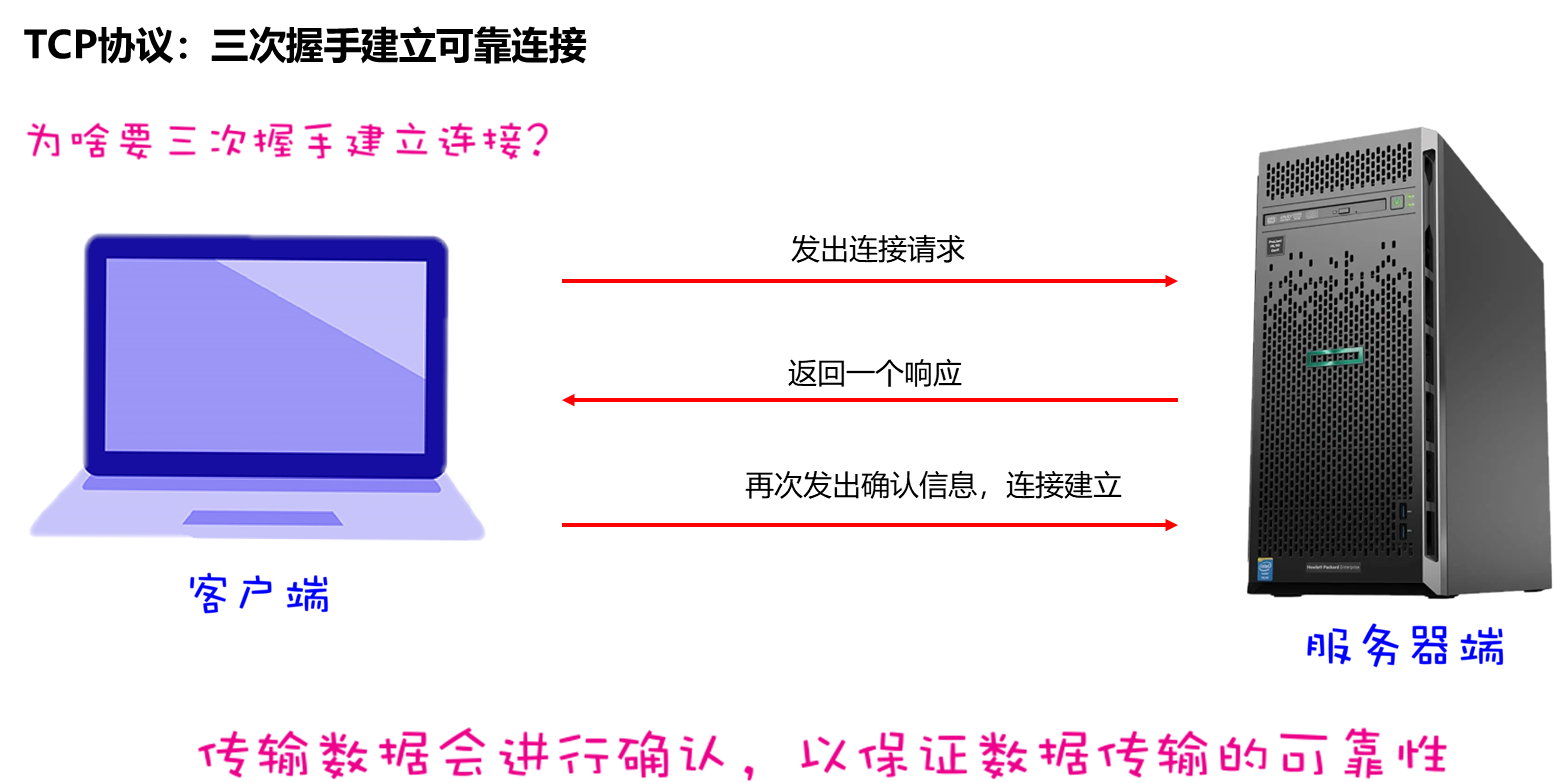 TCP协议：三次握手建立可靠连接
为啥要三次握手建立连接？
发出连接请求
返回一个响应
再次发出确认信息，连接建立
客户端
服务器端
Hewlett Packard Enterprise
传输数据会进行确认，以保证数据传输的可靠性